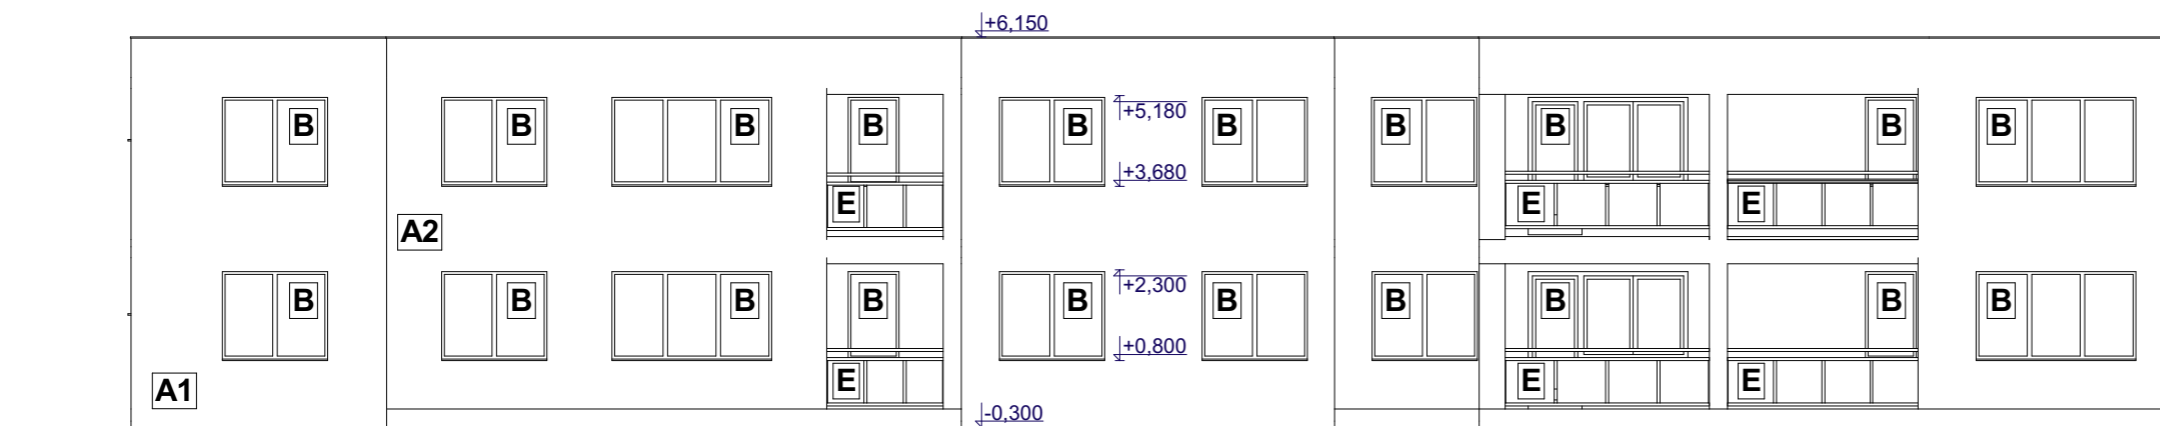 +6,150
B B B B B B B B B B
+5,180
+3,680
E E E
A2
B B B B B B B B B B
+2,300
+0,800
E E E
A1
-0,300